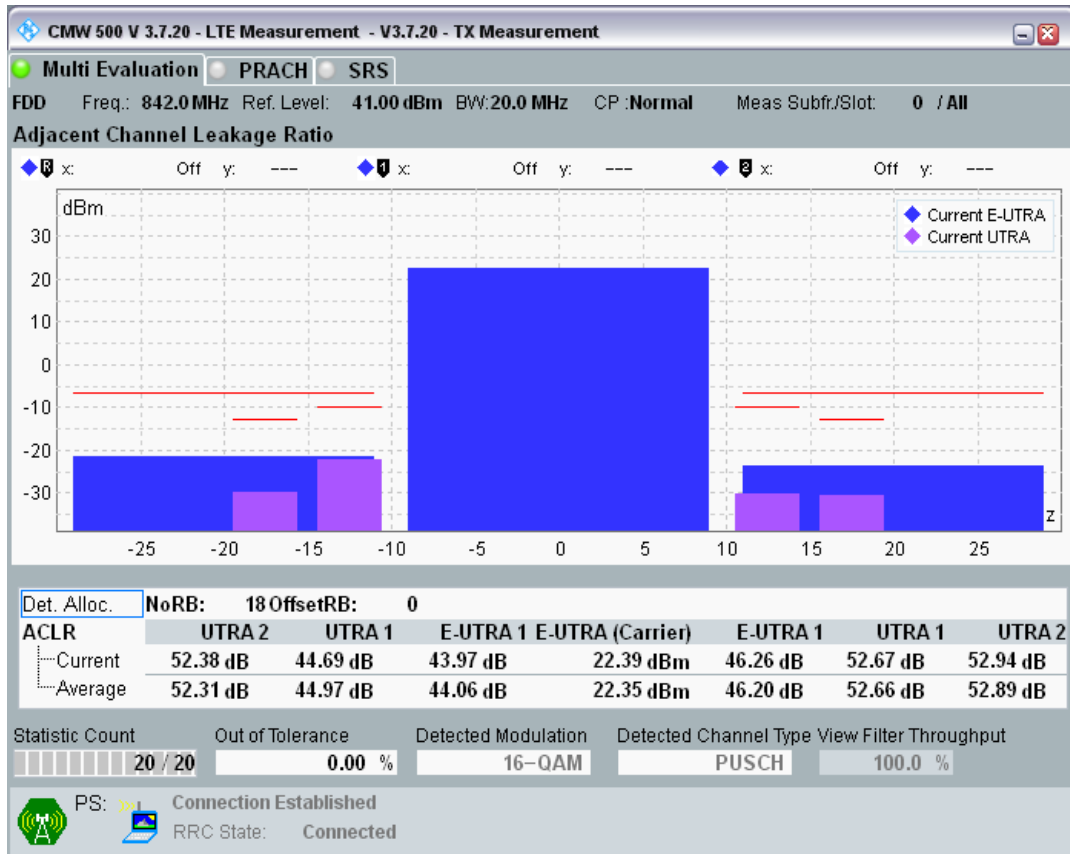 CMW 500 V 3.7.20 - LTE Measurement - V3.7.20 - TX Measurement
Multi Evaluation PRACH SRS
FDD Freq.: 842.0 MHz Ref. Level: 41.00 dBm BW: 20.0 MHz CP : Normal Meas Subfr./Slot: 0 / All
Adjacent Channel Leakage Ratio
R x: Off y: --- 1 x: Off y: --- 2 x: Off y: ---
dBm
Current E-UTRA
Current UTRA
30
20
10
0
-10
-20
-30
z
-25 -20 -15 -10 -5 0 5 10 15 20 25
Det. Alloc. NoRB: 18 OffsetRB: 0
ACLR UTRA 2 UTRA 1 E-UTRA 1 E-UTRA (Carrier) E-UTRA 1 UTRA 1 UTRA 2
Current 52.38 dB 44.69 dB 43.97 dB 22.39 dBm 46.26 dB 52.67 dB 52.94 dB
Average 52.31 dB 44.97 dB 44.06 dB 22.35 dBm 46.20 dB 52.66 dB 52.89 dB
Statistic Count Out of Tolerance Detected Modulation Detected Channel Type View Filter Throughput
20 / 20 0.00 % 16-QAM PUSCH 100.0 %
PS: Connection Established
RRC State: Connected